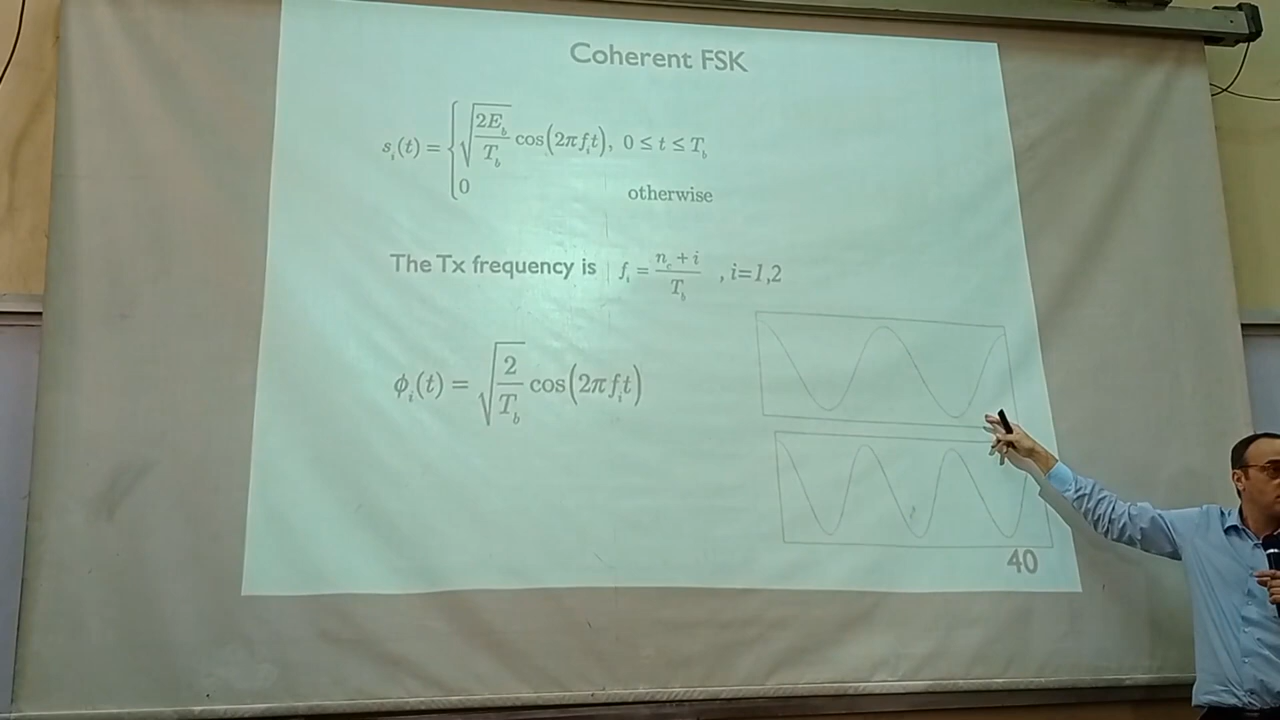 Coherent FSK
s_i(t) = { √(2E_b/T_b) cos(2πf_i t), 0 ≤ t ≤ T_b
0 otherwise
The Tx frequency is f_i = (n_c + i)/T_b , i=1,2
ϕ_i(t) = √(2/T_b) cos(2πf_i t)
40